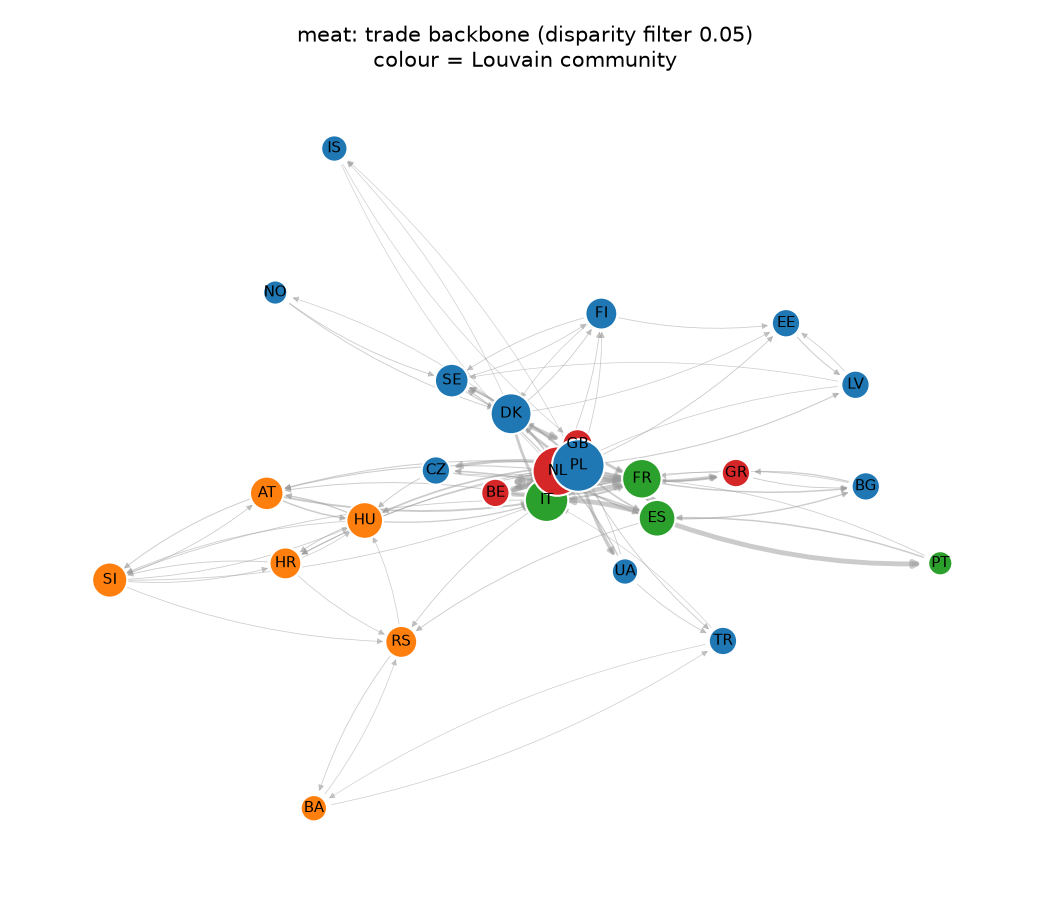 meat: trade backbone (disparity filter 0.05)
colour = Louvain community
IS
NO
FI
EE
SE
LV
DK
GB
PL
NL
CZ
FR
GR
BG
AT
BE
IT
ES
HU
HR
UA
PT
SI
RS
TR
BA